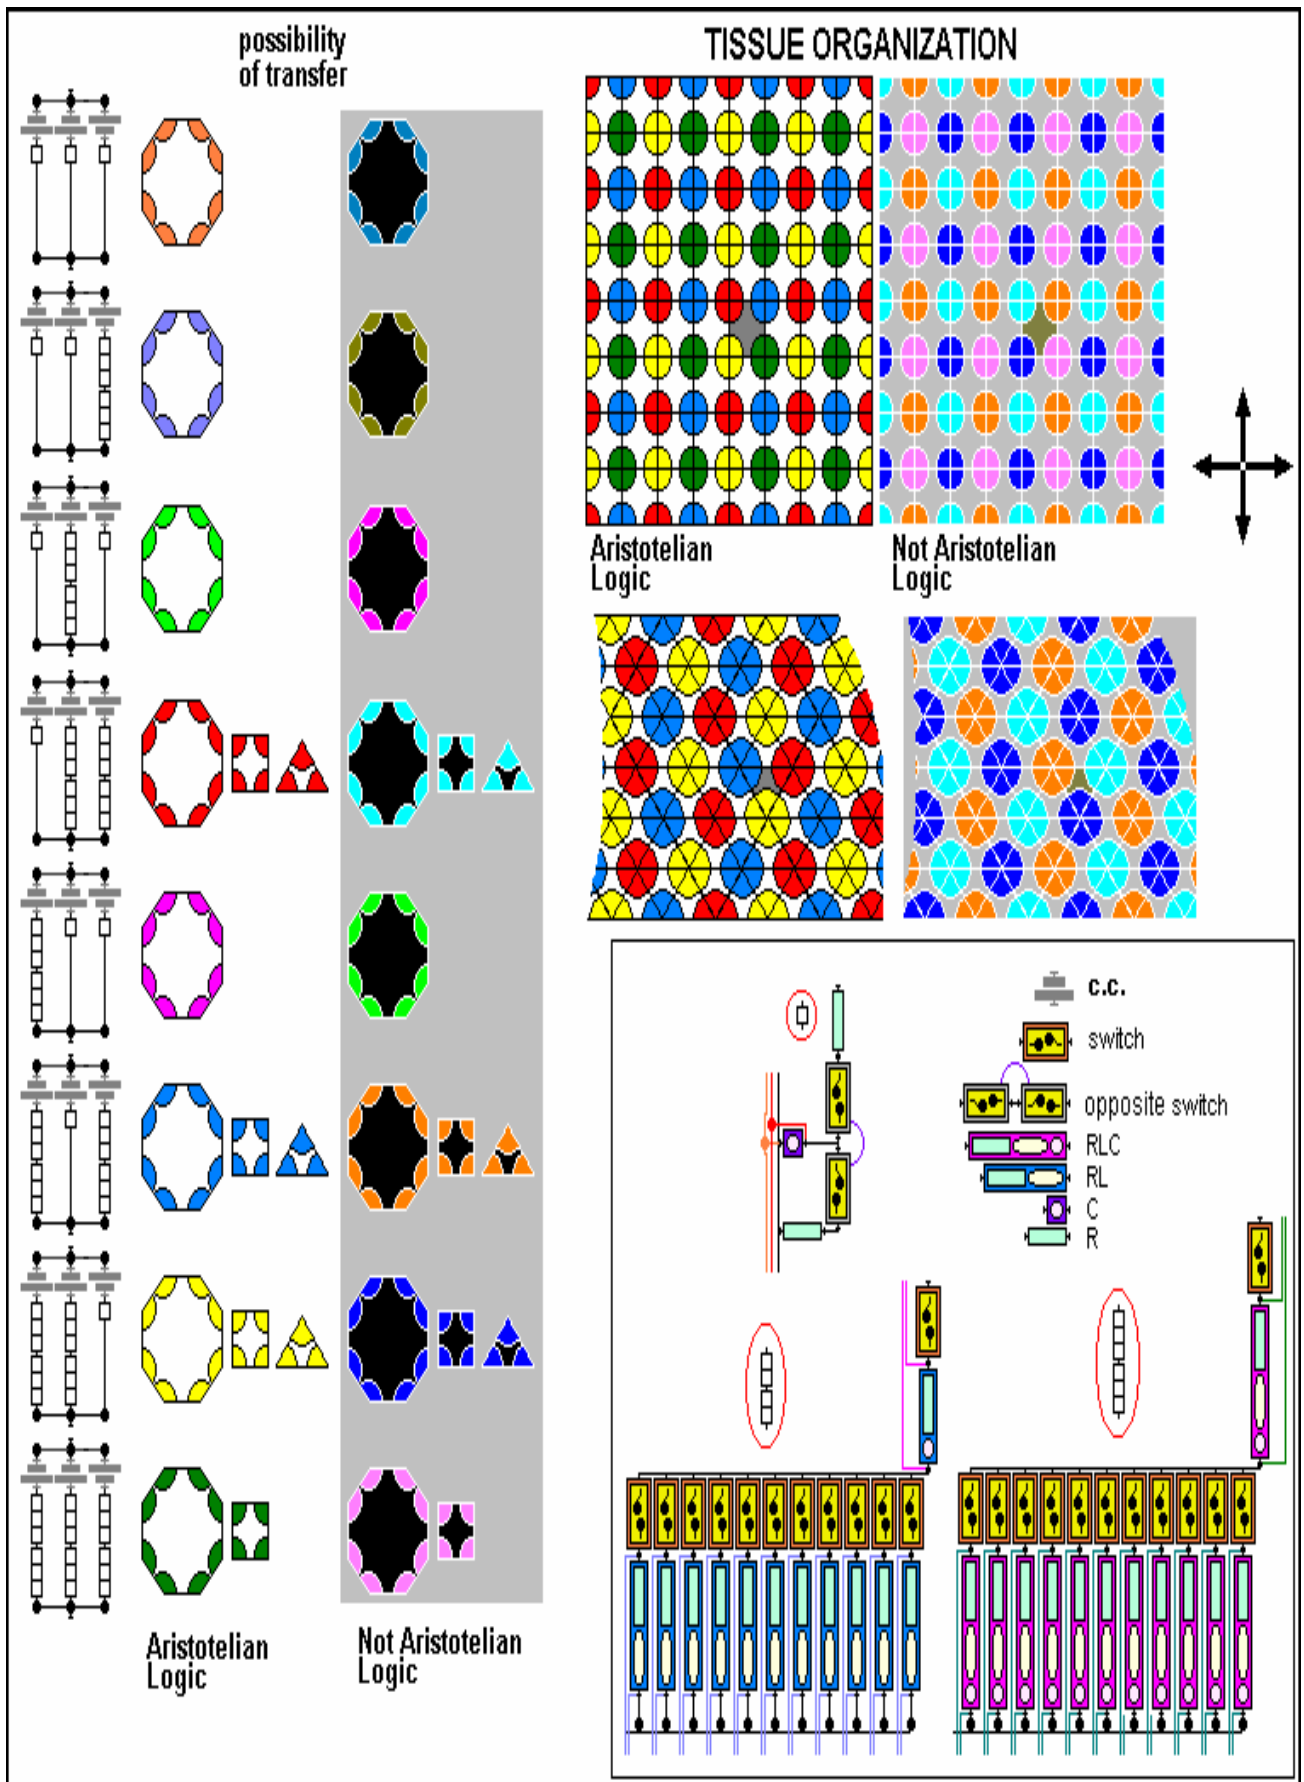 possibility
of transfer
TISSUE ORGANIZATION
Aristotelian
Logic
Not Aristotelian
Logic
c.c.
switch
opposite switch
RLC
RL
C
R
Aristotelian
Logic
Not Aristotelian
Logic